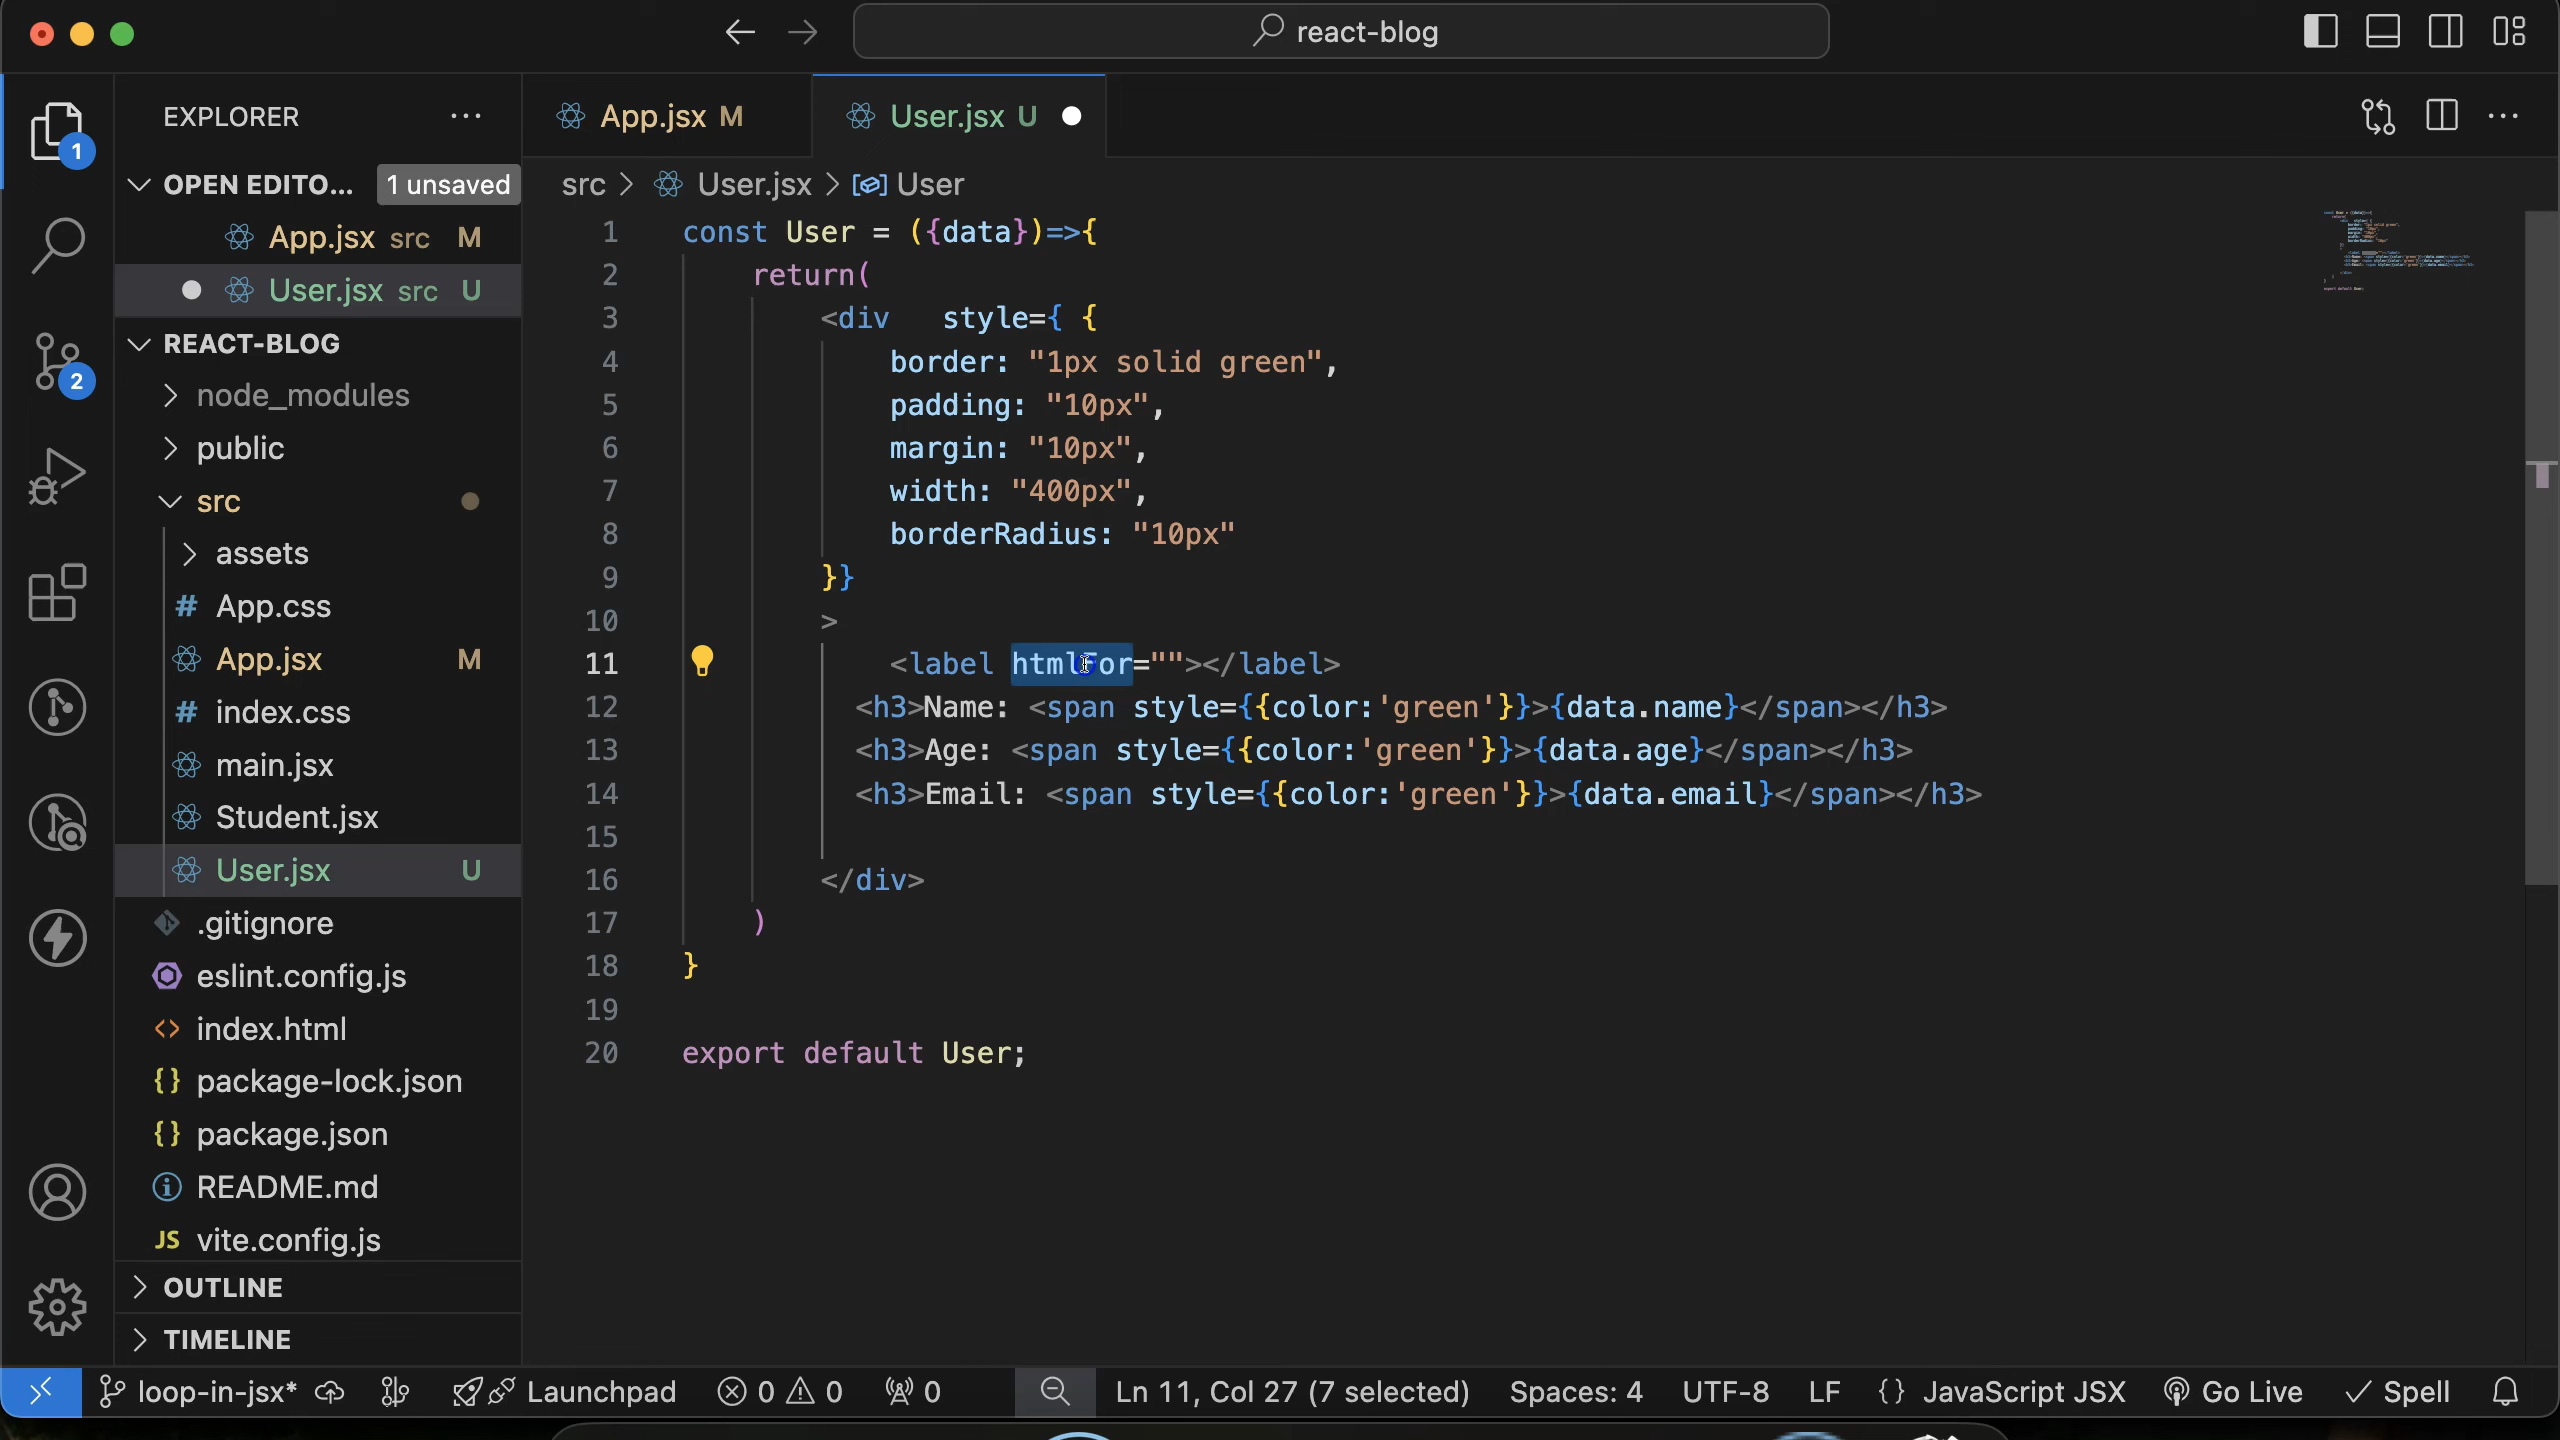 react-blog
EXPLORER
App.jsx M
User.jsx U
OPEN EDITO... 1 unsaved
App.jsx src M
User.jsx src U
REACT-BLOG
node_modules
public
src
assets
App.css
App.jsx M
index.css
main.jsx
Student.jsx
User.jsx U
.gitignore
eslint.config.js
index.html
package-lock.json
package.json
README.md
JS vite.config.js
OUTLINE
TIMELINE
1
2
src > User.jsx > User
1 const User = ({data})=>{
2 return(
3 <div   style={ {
4 border: "1px solid green",
5 padding: "10px",
6 margin: "10px",
7 width: "400px",
8 borderRadius: "10px"
9 }}
10 >
11 <label htmlFor=""></label>
12 <h3>Name: <span style={{color:'green'}}>{data.name}</span></h3>
13 <h3>Age: <span style={{color:'green'}}>{data.age}</span></h3>
14 <h3>Email: <span style={{color:'green'}}>{data.email}</span></h3>
15
16 </div>
17 )
18 }
19
20 export default User;
loop-in-jsx* Launchpad 0 0 0 Ln 11, Col 27 (7 selected) Spaces: 4 UTF-8 LF {} JavaScript JSX Go Live Spell